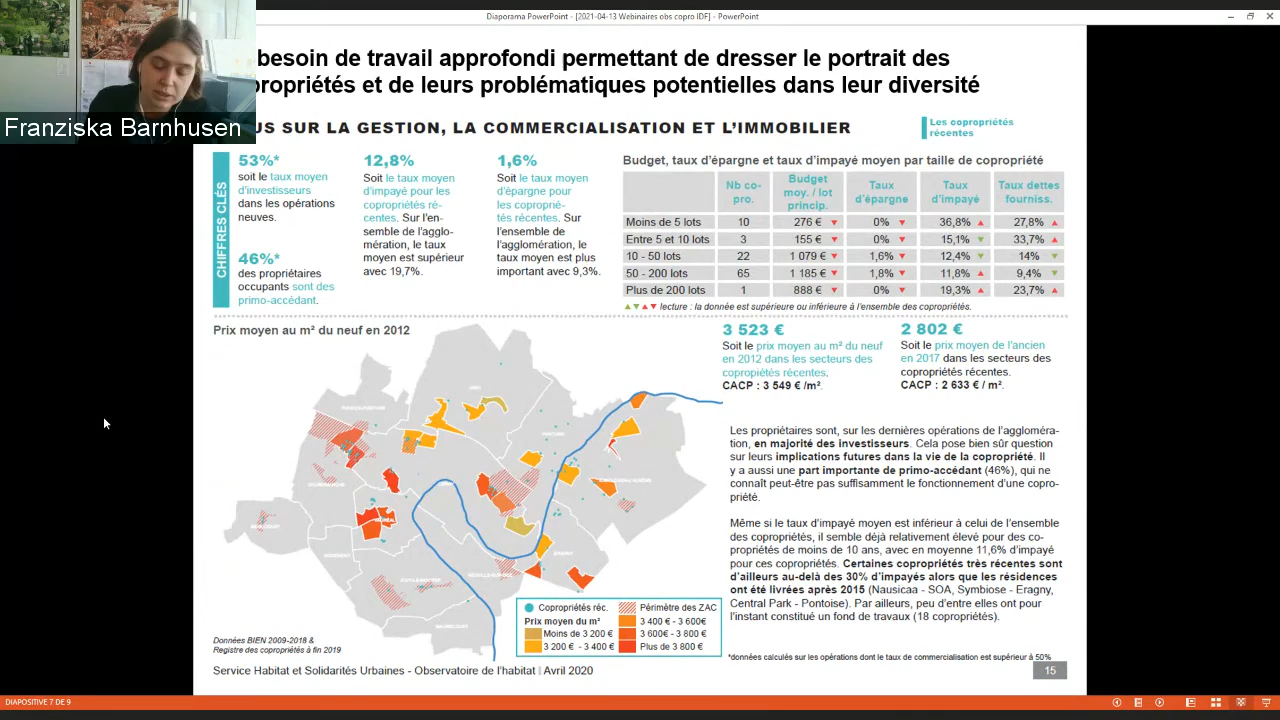 Diaporama PowerPoint - [2021-04-13 Webinaires obs copro IDF] - PowerPoint
besoin de travail approfondi permettant de dresser le portrait des
opropriétés et de leurs problématiques potentielles dans leur diversité
Franziska Barnhusen
US SUR LA GESTION, LA COMMERCIALISATION ET L'IMMOBILIER
Les copropriétés
récentes
CHIFFRES CLÉS
53%*
soit le taux moyen
d'investisseurs
dans les opérations
neuves.
46%*
des propriétaires
occupants sont des
primo-accédant.
12,8%
Soit le taux moyen
d'impayé pour les
copropriétés ré-
centes. Sur l'en-
semble de l'agglo-
mération, le taux
moyen est supérieur
avec 19,7%.
1,6%
Soit le taux moyen
d'épargne pour
les coproprié-
tés récentes. Sur
l'ensemble de
l'agglomération, le
taux moyen est plus
important avec 9,3%.
Budget, taux d'épargne et taux d'impayé moyen par taille de copropriété
Nb co-
pro.
Budget
moy. / lot
princip.
Taux
d'épargne
Taux
d'impayé
Taux dettes
fourniss.
Moins de 5 lots 10 276 € ▼ 0% ▼ 36,8% ▲ 27,8% ▲
Entre 5 et 10 lots 3 155 € ▼ 0% ▼ 15,1% ▼ 33,7% ▲
10 - 50 lots 22 1 079 € ▼ 1,6% ▼ 12,4% ▼ 14% ▼
50 - 200 lots 65 1 185 € ▼ 1,8% ▼ 11,8% ▲ 9,4% ▼
Plus de 200 lots 1 888 € ▼ 0% ▼ 19,3% ▲ 23,7% ▲
▲▼▲▼ lecture : la donnée est supérieure ou inférieure à l'ensemble des copropriétés.
Prix moyen au m² du neuf en 2012
3 523 €
Soit le prix moyen au m² du neuf
en 2012 dans les secteurs des
copropiétés récentes.
CACP : 3 549 € /m².
2 802 €
Soit le prix moyen de l'ancien
en 2017 dans les secteurs des
copropriétés récentes.
CACP : 2 633 € / m².
Les propriétaires sont, sur les dernières opérations de l'aggloméra-
tion, en majorité des investisseurs. Cela pose bien sûr question
sur leurs implications futures dans la vie de la copropriété. Il
y a aussi une part importante de primo-accédant (46%), qui ne
connaît peut-être pas suffisamment le fonctionnement d'une copro-
priété.
Même si le taux d'impayé moyen est inférieur à celui de l'ensemble
des copropriétés, il semble déjà relativement élevé pour des co-
propriétés de moins de 10 ans, avec en moyenne 11,6% d'impayé
pour ces copropriétés. Certaines copropriétés très récentes sont
d'ailleurs au-delà des 30% d'impayés alors que les résidences
ont été livrées après 2015 (Nausicaa - SOA, Symbiose - Eragny,
Central Park - Pontoise). Par ailleurs, peu d'entre elles ont pour
l'instant constitué un fond de travaux (18 copropriétés).
Copropriétés réc.
Périmètre des ZAC
Prix moyen du m²
Moins de 3 200 €
3 200 € - 3 400 €
3 400 € - 3 600€
3 600€ - 3 800 €
Plus de 3 800 €
Données BIEN 2009-2018 &
Registre des copropriétés à fin 2019
*données calculés sur les opérations dont le taux de commercialisation est supérieur à 50%
Service Habitat et Solidarités Urbaines - Observatoire de l'habitat | Avril 2020
15
DIAPOSITIVE 7 DE 9